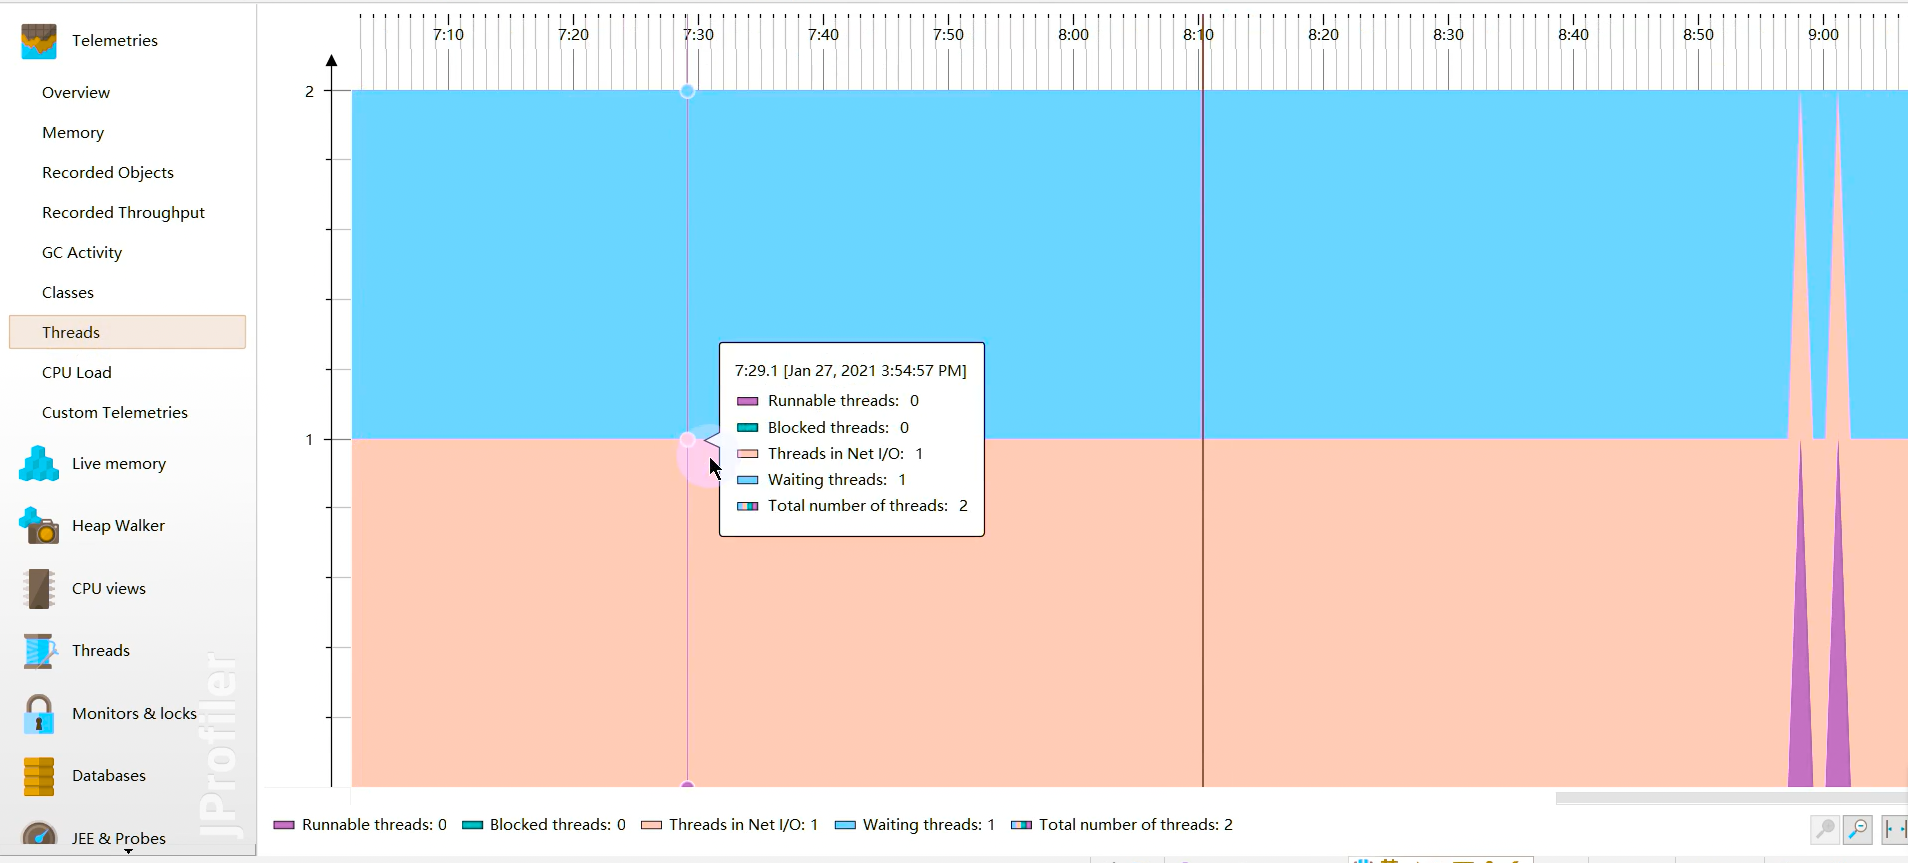 Telemetries
Overview
Memory
Recorded Objects
Recorded Throughput
GC Activity
Classes
Threads
CPU Load
Custom Telemetries
Live memory
Heap Walker
CPU views
Threads
Monitors & locks
Databases
JEE & Probes
JProfiler
7:10 7:20 7:30 7:40 7:50 8:00 8:10 8:20 8:30 8:40 8:50 9:00
2
1
7:29.1 [Jan 27, 2021 3:54:57 PM]
Runnable threads: 0
Blocked threads: 0
Threads in Net I/O: 1
Waiting threads: 1
Total number of threads: 2
Runnable threads: 0 Blocked threads: 0 Threads in Net I/O: 1 Waiting threads: 1 Total number of threads: 2